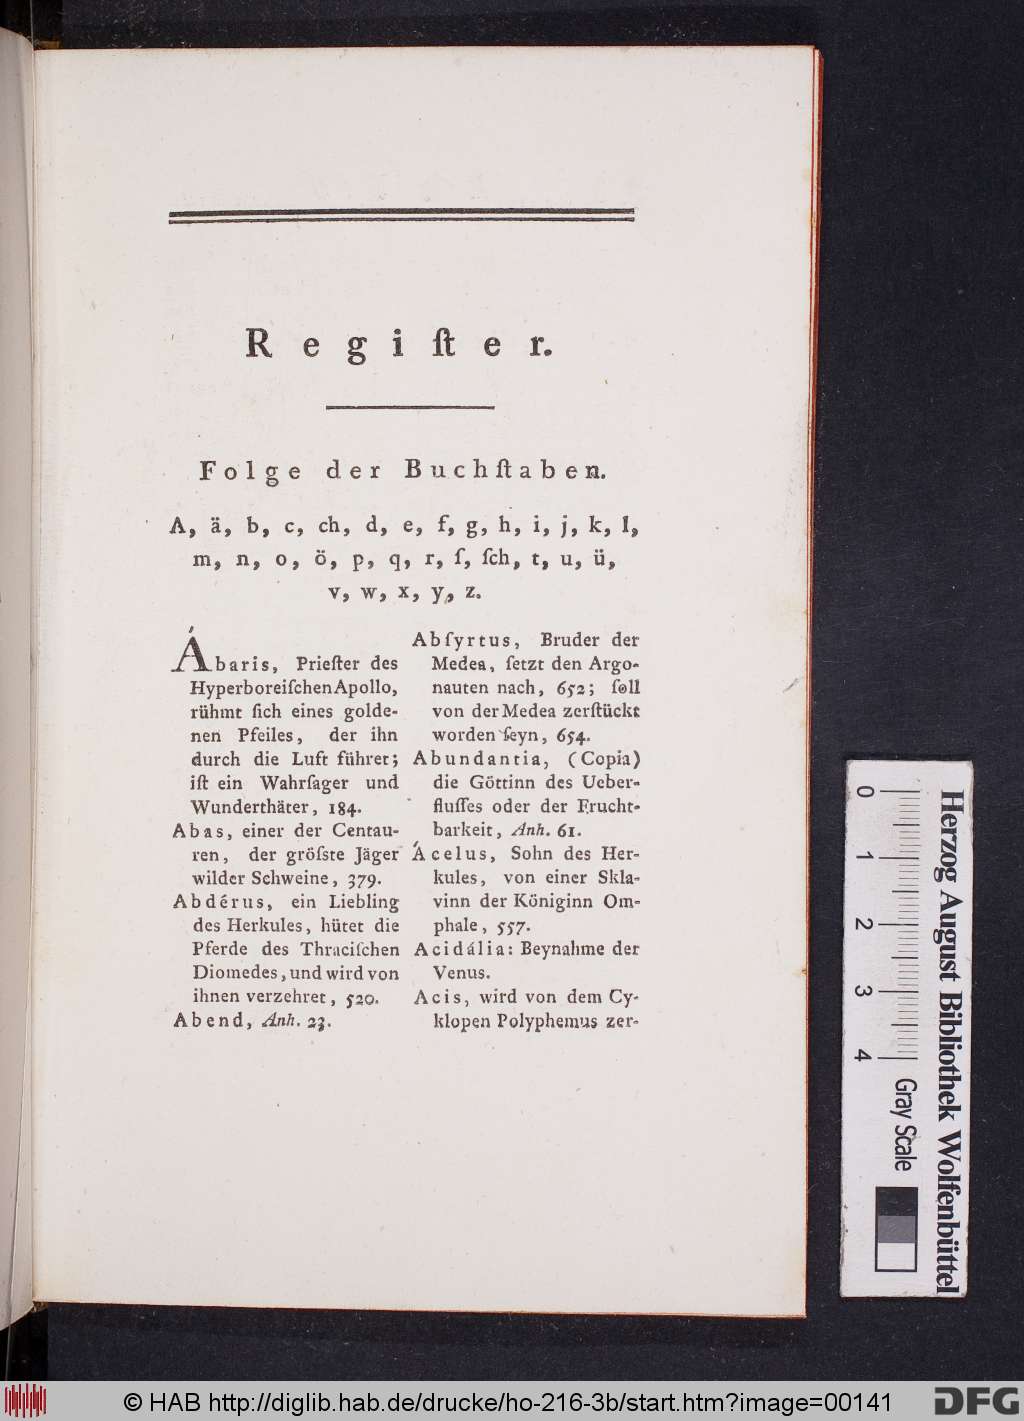 Regiſter.
Folge der Buchſtaben.
A, ä, b, c, ch, d, e, f, g, h, i, j, k, l,
m, n, o, ö, p, q, r, ſ, ſch, t, u, ü,
v, w, x, y, z.
Ábaris, Prieſter des
Hyperboreiſchen Apollo,
rühmt ſich eines golde-
nen Pfeiles, der ihn
durch die Luft führet;
iſt ein Wahrſager und
Wunderthäter, 184.
Abas, einer der Centau-
ren, der gröſste Jäger
wilder Schweine, 379.
Abdérus, ein Liebling
des Herkules, hütet die
Pferde des Thraciſchen
Diomedes, und wird von
ihnen verzehret, 520.
Abend, Anh. 23.
Abſyrtus, Bruder der
Medea, ſetzt den Argo-
nauten nach, 652; ſoll
von der Medea zerſtückt
worden ſeyn, 654.
Abundantia, (Copia)
die Göttinn des Ueber-
fluſſes oder der Frucht-
barkeit, Anh. 61.
Ácelus, Sohn des Her-
kules, von einer Skla-
vinn der Königinn Om-
phale, 557.
Acidália: Beynahme der
Venus.
Acis, wird von dem Cy-
klopen Polyphemus zer-
0 1 2 3 4 Gray Scale
Herzog August Bibliothek Wolfenbüttel
© HAB http://diglib.hab.de/drucke/ho-216-3b/start.htm?image=00141
DFG